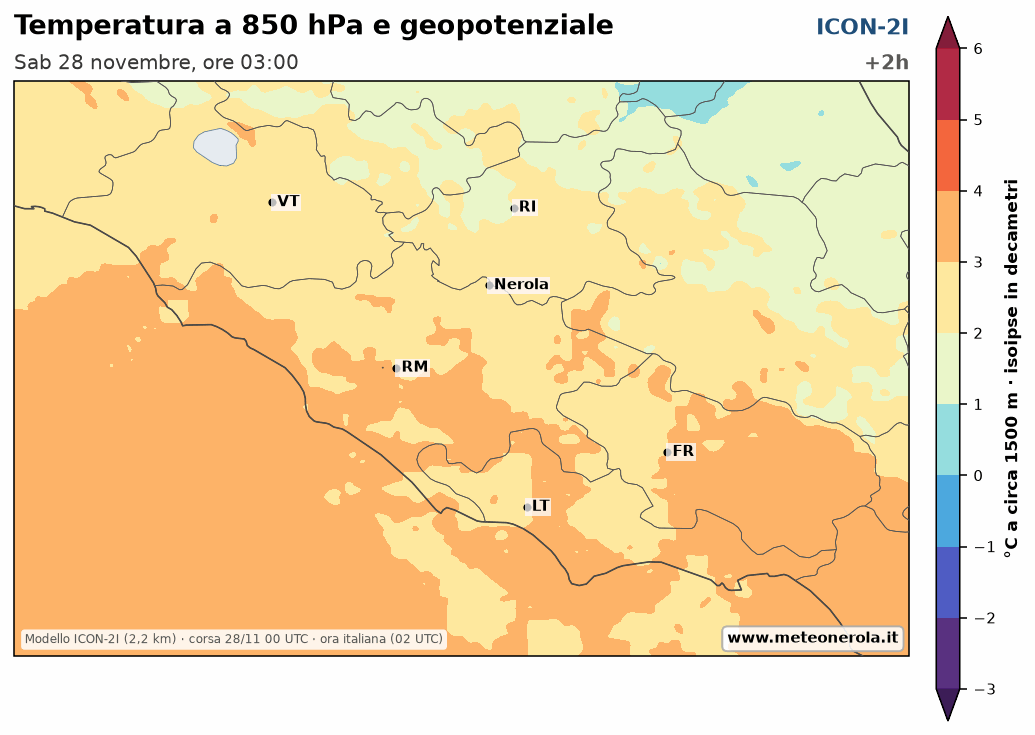 Temperatura a 850 hPa e geopotenziale
ICON-2I
Sab 28 novembre, ore 03:00
+2h
VT
RI
Nerola
RM
FR
LT
Modello ICON-2I (2,2 km) · corsa 28/11 00 UTC · ora italiana (02 UTC)
www.meteonerola.it
6
5
4
3
2
1
0
−1
−2
−3
°C a circa 1500 m · isoipse in decametri